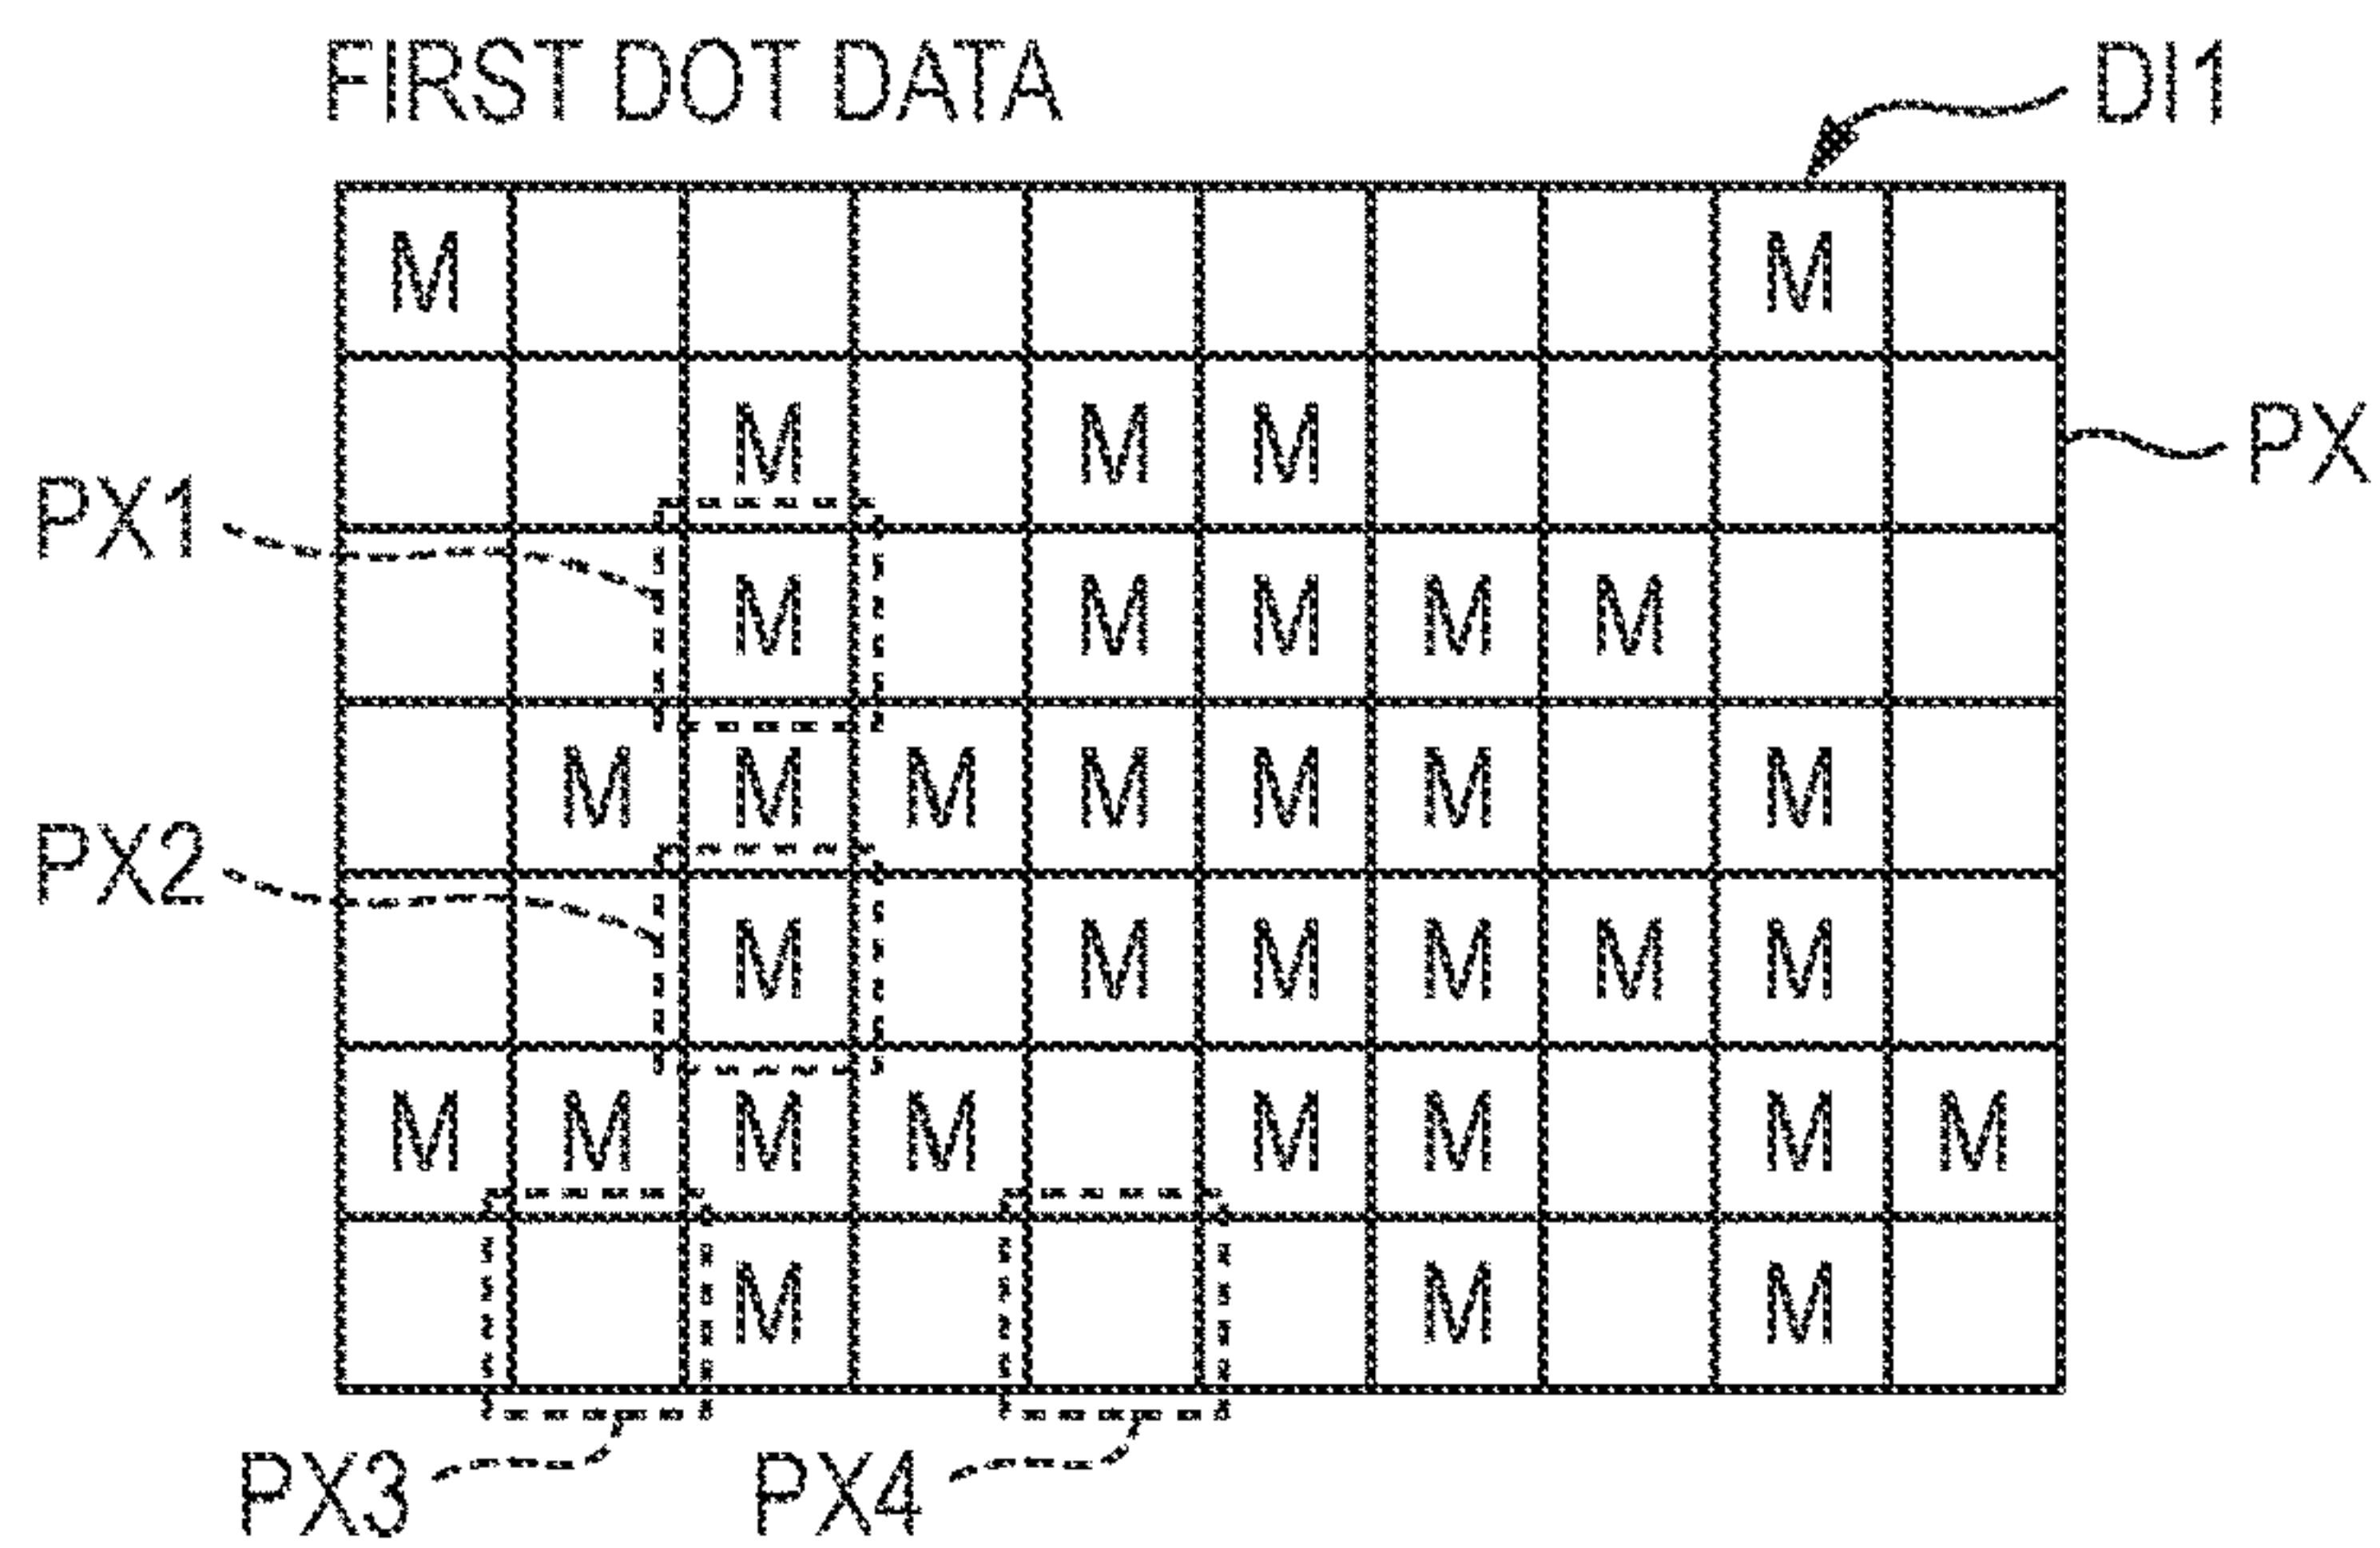 FIRST DOT DATA
DI1
M M
M M M
PX
PX1
M M M M M
M M M M M M M
PX2
M M M M M M
M M M M M M M M
M M M
PX3 PX4